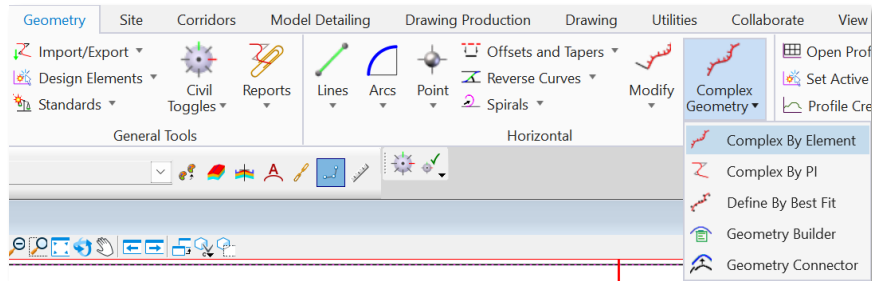 Geometry Site Corridors Model Detailing Drawing Production Drawing Utilities Collaborate View
Import/Export Offsets and Tapers Open Prof
Design Elements Reverse Curves Set Active
Standards Civil Toggles Reports Lines Arcs Point Spirals Modify Complex Geometry Profile Cre
General Tools Horizontal
Complex By Element
Complex By PI
Define By Best Fit
Geometry Builder
Geometry Connector